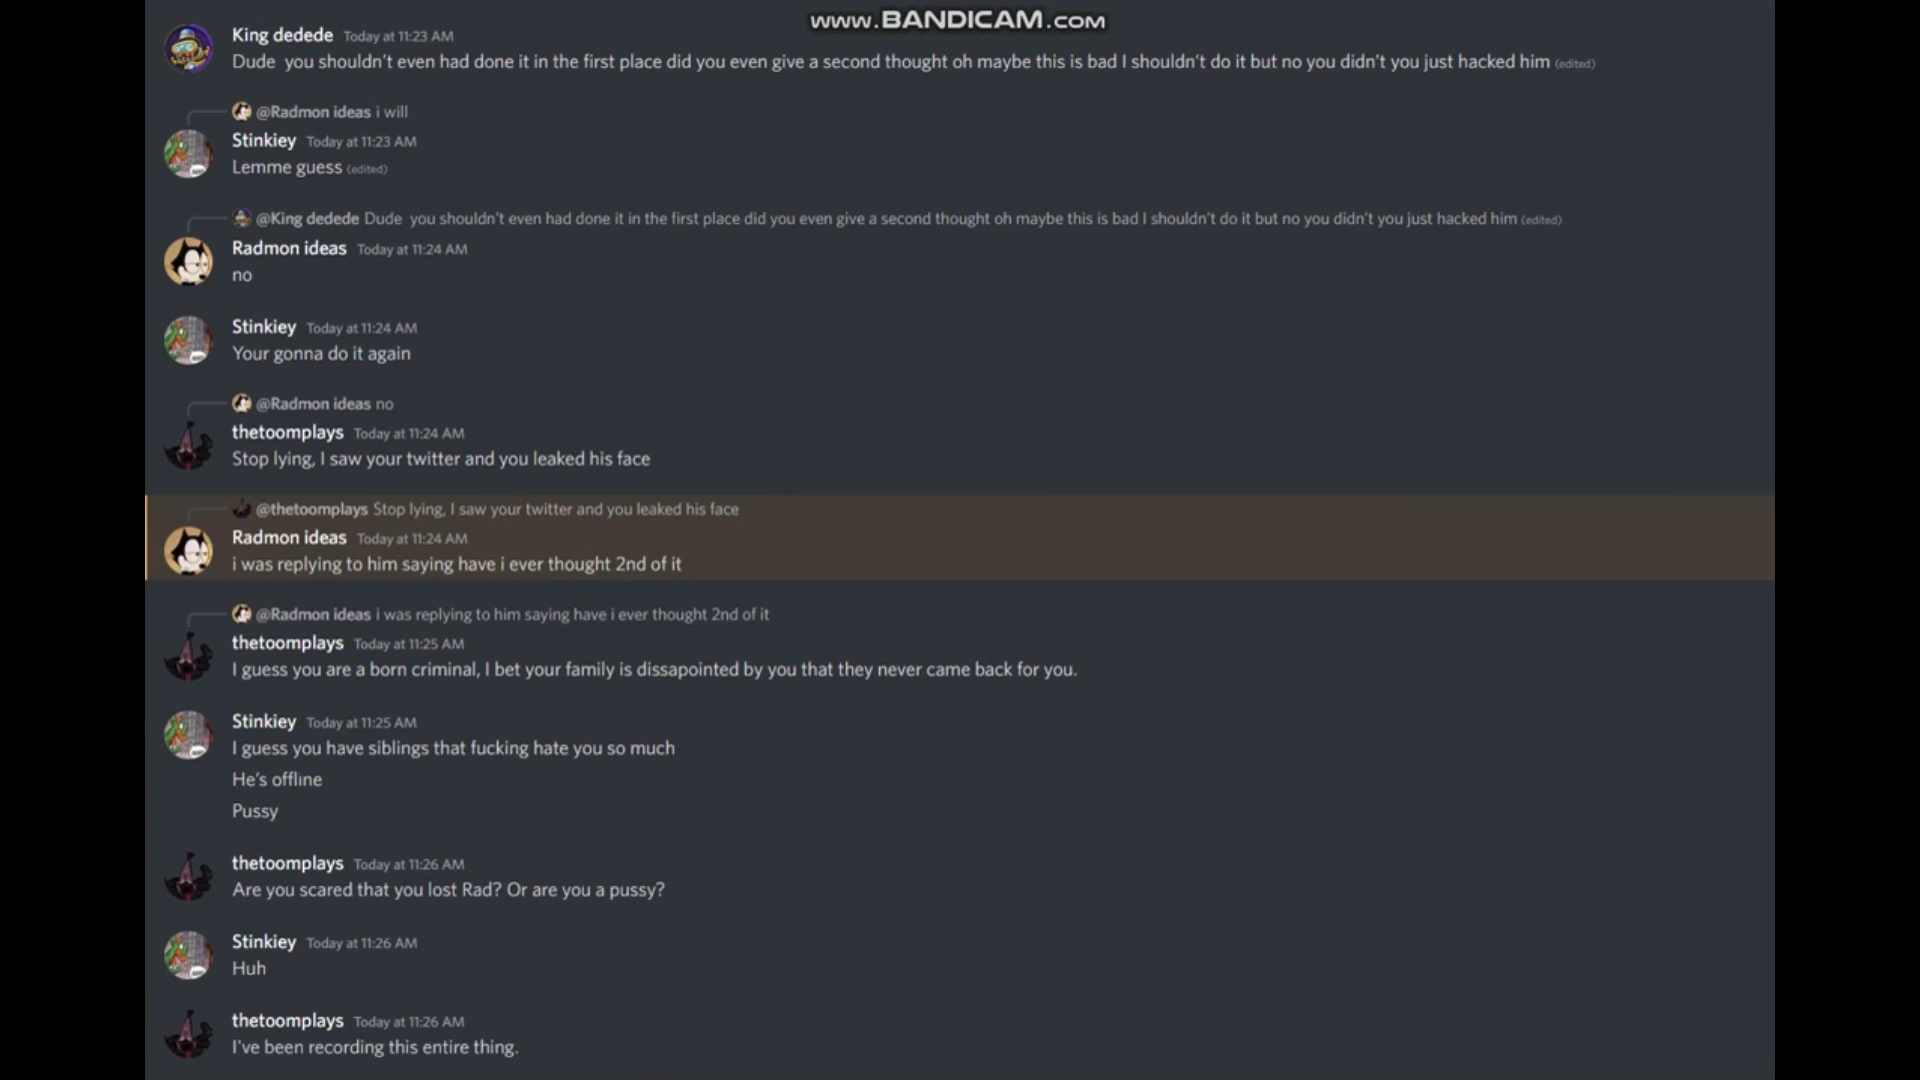 www.BANDICAM.com
King dedede Today at 11:23 AM
Dude you shouldn't even had done it in the first place did you even give a second thought oh maybe this is bad I shouldn't do it but no you didn't you just hacked him (edited)
@Radmon ideas i will
Stinkiey Today at 11:23 AM
Lemme guess (edited)
@King dedede Dude you shouldn't even had done it in the first place did you even give a second thought oh maybe this is bad I shouldn't do it but no you didn't you just hacked him (edited)
Radmon ideas Today at 11:24 AM
no
Stinkiey Today at 11:24 AM
Your gonna do it again
@Radmon ideas no
thetoomplays Today at 11:24 AM
Stop lying, I saw your twitter and you leaked his face
@thetoomplays Stop lying, I saw your twitter and you leaked his face
Radmon ideas Today at 11:24 AM
i was replying to him saying have i ever thought 2nd of it
@Radmon ideas i was replying to him saying have i ever thought 2nd of it
thetoomplays Today at 11:25 AM
I guess you are a born criminal, I bet your family is dissapointed by you that they never came back for you.
Stinkiey Today at 11:25 AM
I guess you have siblings that fucking hate you so much
He's offline
Pussy
thetoomplays Today at 11:26 AM
Are you scared that you lost Rad? Or are you a pussy?
Stinkiey Today at 11:26 AM
Huh
thetoomplays Today at 11:26 AM
I've been recording this entire thing.